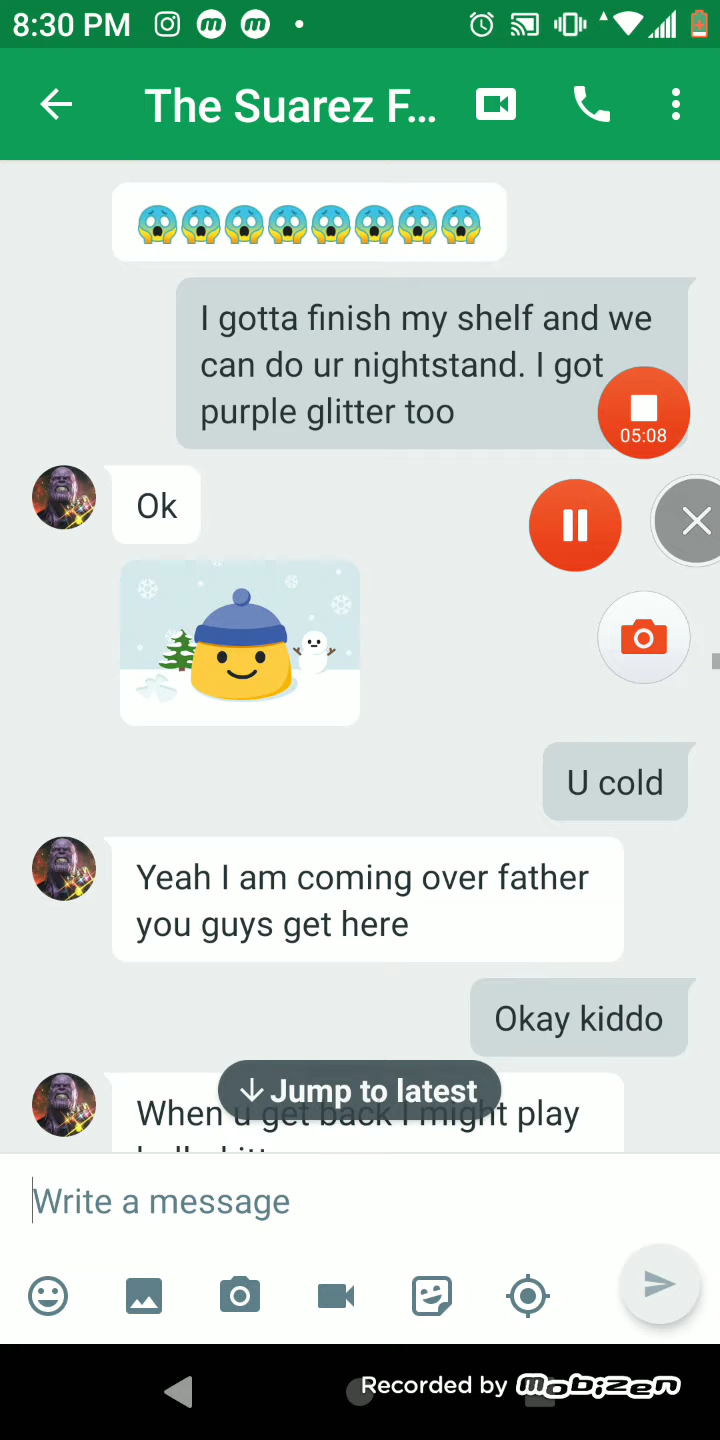 8:30 PM
The Suarez F...
I gotta finish my shelf and we
can do ur nightstand. I got
purple glitter too
05:08
Ok
U cold
Yeah I am coming over father
you guys get here
Okay kiddo
When u get back I might play
Jump to latest
Write a message
Recorded by mobizen